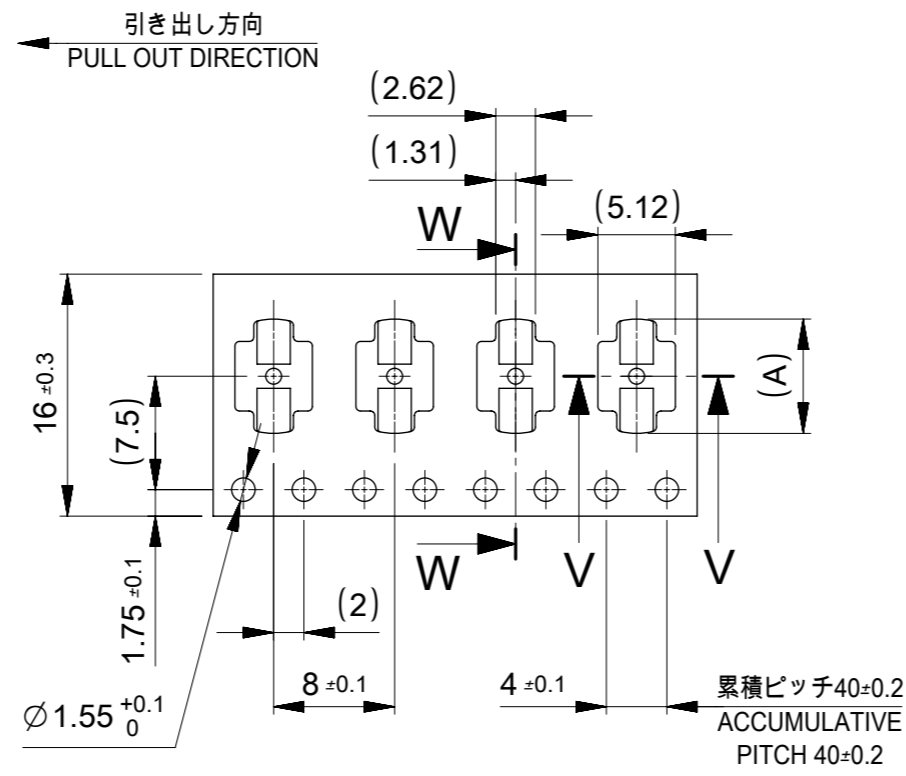 引き出し方向
PULL OUT DIRECTION
(2.62)
(1.31)
(5.12)
W
16 ±0.3
(7.5)
(A)
1.75 ±0.1
W
V
V
(2)
8 ±0.1
4 ±0.1
累積ピッチ40±0.2
ACCUMULATIVE
PITCH 40±0.2
∅1.55 +0.1
0